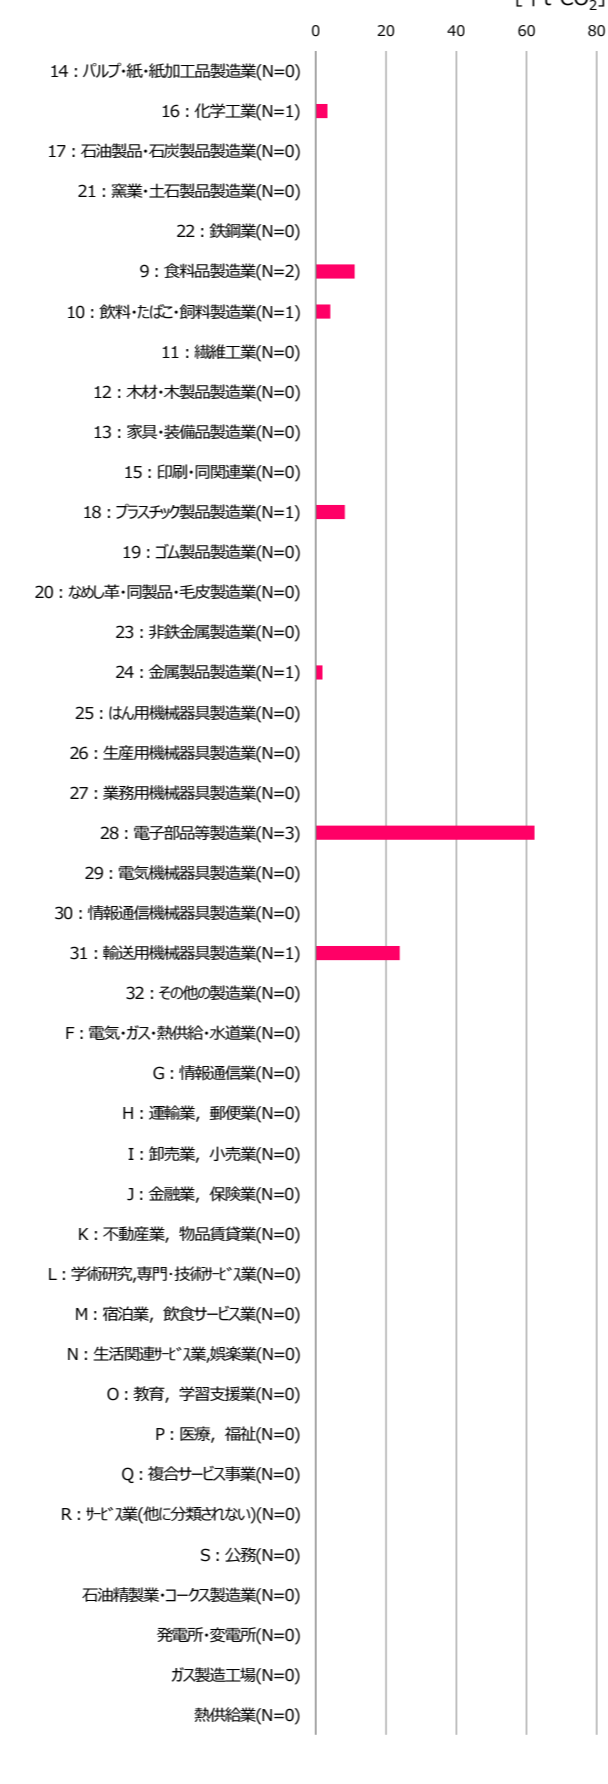 [千t-CO₂]
0 20 40 60 80
14：パルプ・紙・紙加工品製造業(N=0)
16：化学工業(N=1)
17：石油製品・石炭製品製造業(N=0)
21：窯業・土石製品製造業(N=0)
22：鉄鋼業(N=0)
9：食料品製造業(N=2)
10：飲料・たばこ・飼料製造業(N=1)
11：繊維工業(N=0)
12：木材・木製品製造業(N=0)
13：家具・装備品製造業(N=0)
15：印刷・同関連業(N=0)
18：プラスチック製品製造業(N=1)
19：ゴム製品製造業(N=0)
20：なめし革・同製品・毛皮製造業(N=0)
23：非鉄金属製造業(N=0)
24：金属製品製造業(N=1)
25：はん用機械器具製造業(N=0)
26：生産用機械器具製造業(N=0)
27：業務用機械器具製造業(N=0)
28：電子部品等製造業(N=3)
29：電気機械器具製造業(N=0)
30：情報通信機械器具製造業(N=0)
31：輸送用機械器具製造業(N=1)
32：その他の製造業(N=0)
F：電気・ガス・熱供給・水道業(N=0)
G：情報通信業(N=0)
H：運輸業，郵便業(N=0)
I：卸売業，小売業(N=0)
J：金融業，保険業(N=0)
K：不動産業，物品賃貸業(N=0)
L：学術研究,専門・技術ｻｰﾋﾞｽ業(N=0)
M：宿泊業，飲食サービス業(N=0)
N：生活関連ｻｰﾋﾞｽ業,娯楽業(N=0)
O：教育，学習支援業(N=0)
P：医療，福祉(N=0)
Q：複合サービス事業(N=0)
R：ｻｰﾋﾞｽ業(他に分類されない)(N=0)
S：公務(N=0)
石油精製業・コークス製造業(N=0)
発電所・変電所(N=0)
ガス製造工場(N=0)
熱供給業(N=0)